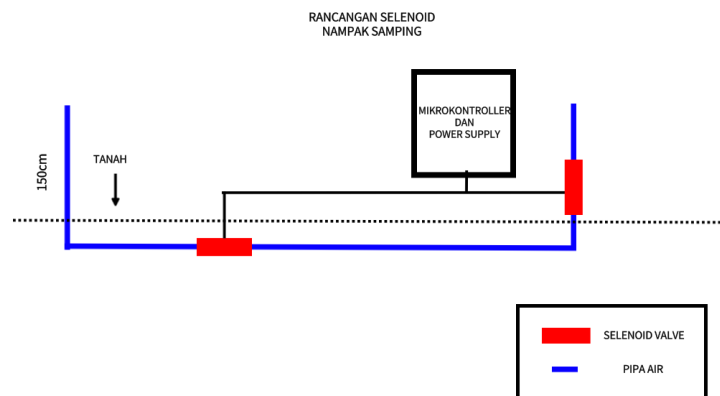 RANCANGAN SELENOID
NAMPAK SAMPING
MIKROKONTROLLER
DAN
POWER SUPPLY
TANAH
150cm
SELENOID VALVE
PIPA AIR